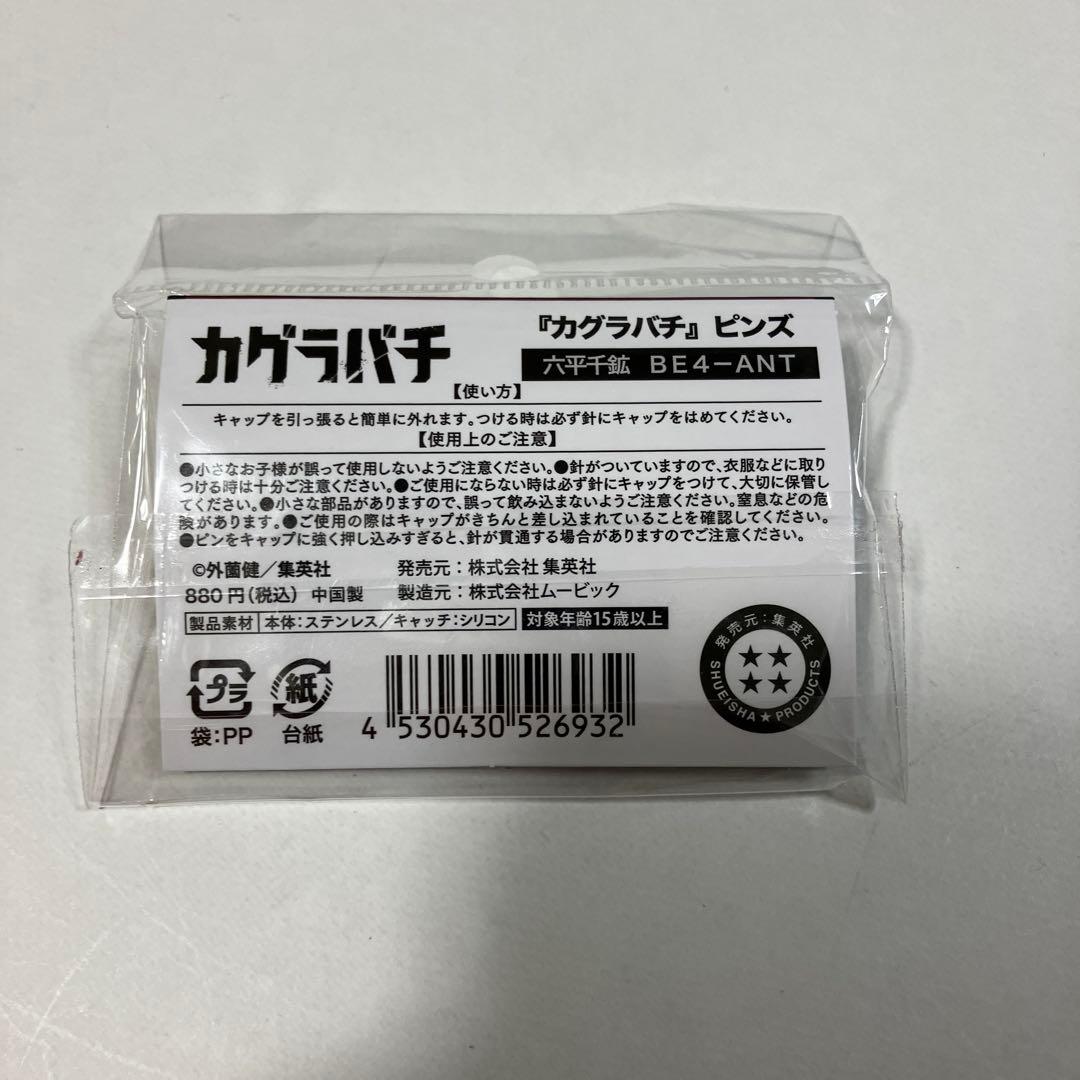 カグラバチ
『カグラバチ』ピンズ
六平千鉱 BE4-ANT
【使い方】
キャップを引っ張ると簡単に外れます。つける時は必ず針にキャップをはめてください。
【使用上のご注意】
●小さなお子様が誤って使用しないようご注意ください。●針がついていますので、衣服などに取り
つける時は十分ご注意ください。●ご使用にならない時は必ず針にキャップをつけて、大切に保管し
てください。●小さな部品がありますので、誤って飲み込まないようご注意ください。窒息などの危
険があります。●ご使用の際はキャップがきちんと差し込まれていることを確認してください。
●ピンをキャップに強く押し込みすぎると、針が貫通する場合がありますのでご注意ください。
©外薗健／集英社 発売元：株式会社 集英社
880円(税込) 中国製 製造元：株式会社ムービック
製品素材 本体：ステンレス／キャッチ：シリコン 対象年齢15歳以上
プラ
袋：PP
紙
台紙
4 530430 526932
発売元：集英社
SHUEISHA★PRODUCTS